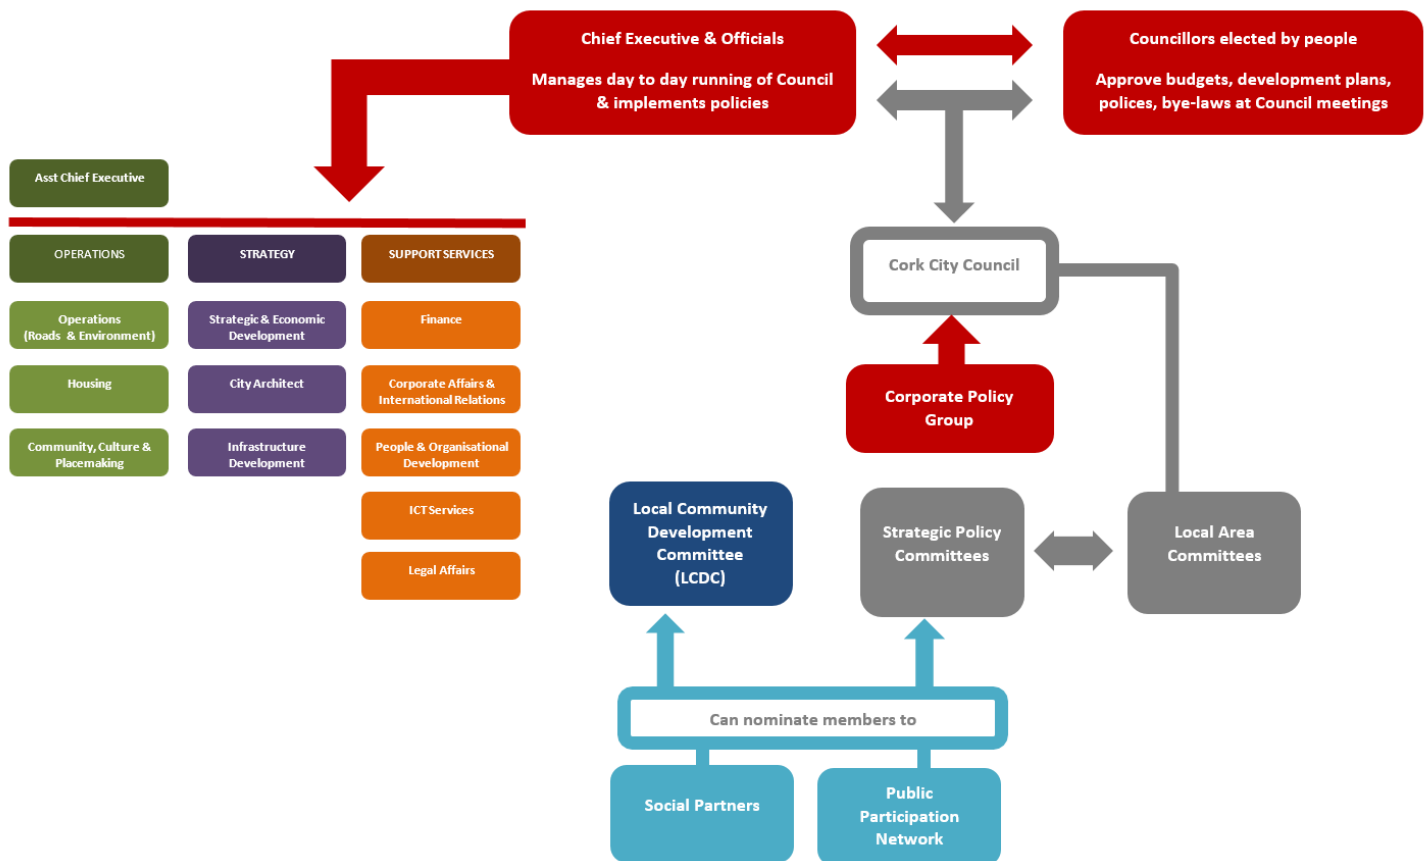 Chief Executive & Officials
Manages day to day running of Council
& implements policies
Councillors elected by people
Approve budgets, development plans,
polices, bye-laws at Council meetings
Asst Chief Executive
OPERATIONS
STRATEGY
SUPPORT SERVICES
Operations
(Roads & Environment)
Strategic & Economic
Development
Finance
Housing
City Architect
Corporate Affairs &
International Relations
Community, Culture &
Placemaking
Infrastructure
Development
People & Organisational
Development
ICT Services
Legal Affairs
Cork City Council
Corporate Policy
Group
Local Community
Development
Committee
(LCDC)
Strategic Policy
Committees
Local Area
Committees
Can nominate members to
Social Partners
Public
Participation
Network